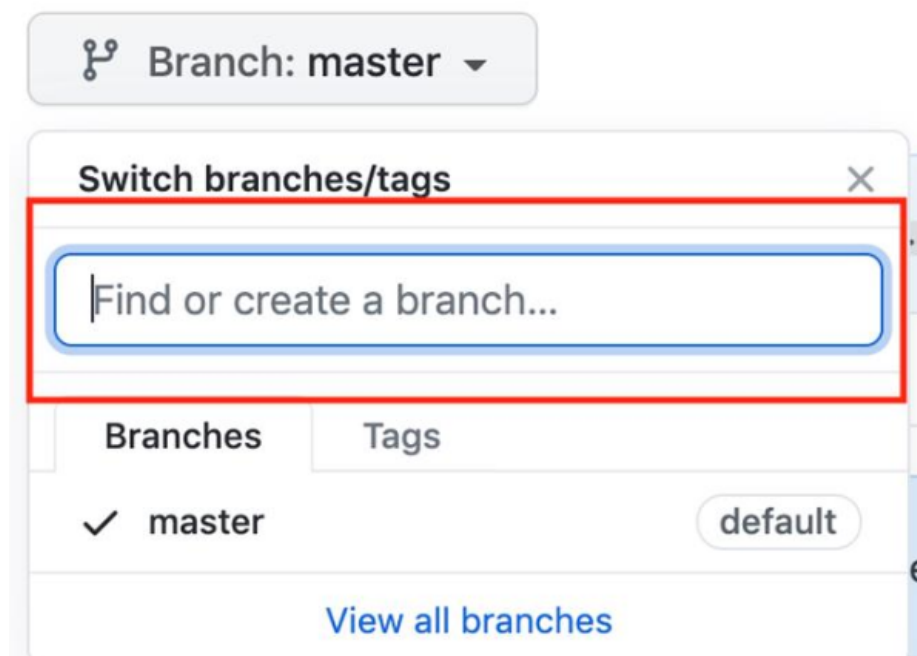 Branch: master
Switch branches/tags
Find or create a branch...
Branches Tags
master default
View all branches